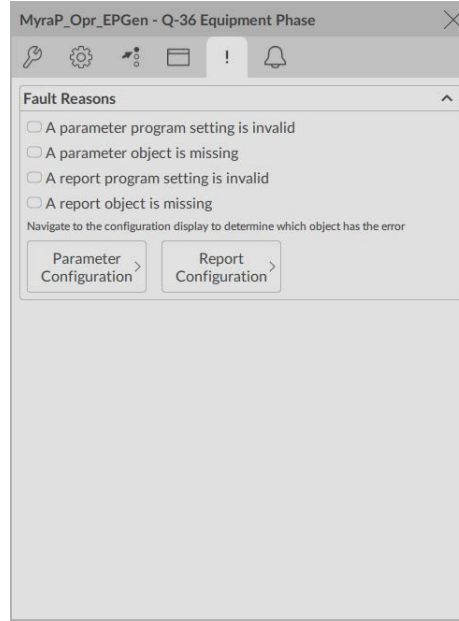 MyraP_Opr_EPGen - Q-36 Equipment Phase
!
Fault Reasons
A parameter program setting is invalid
A parameter object is missing
A report program setting is invalid
A report object is missing
Navigate to the configuration display to determine which object has the error
Parameter
Configuration
Report
Configuration